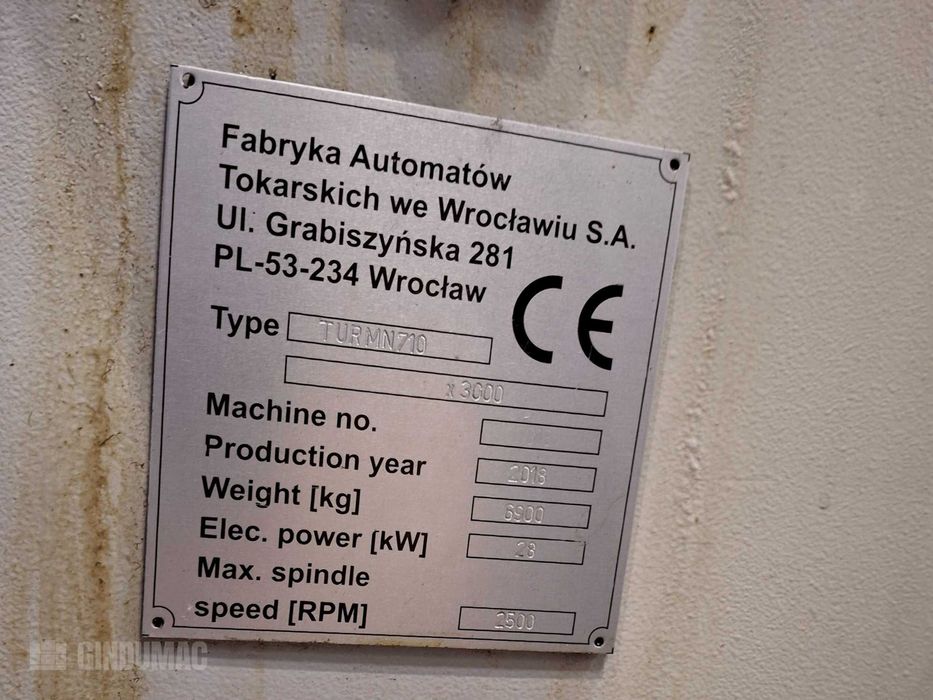 Fabryka Automatów
Tokarskich we Wrocławiu S.A.
Ul. Grabiszyńska 281
PL-53-234 Wrocław
CE
Type TURMN710
x 3000
Machine no.
Production year 2018
Weight [kg] 6900
Elec. power [kW] 28
Max. spindle
speed [RPM] 2500
GINDUMAC